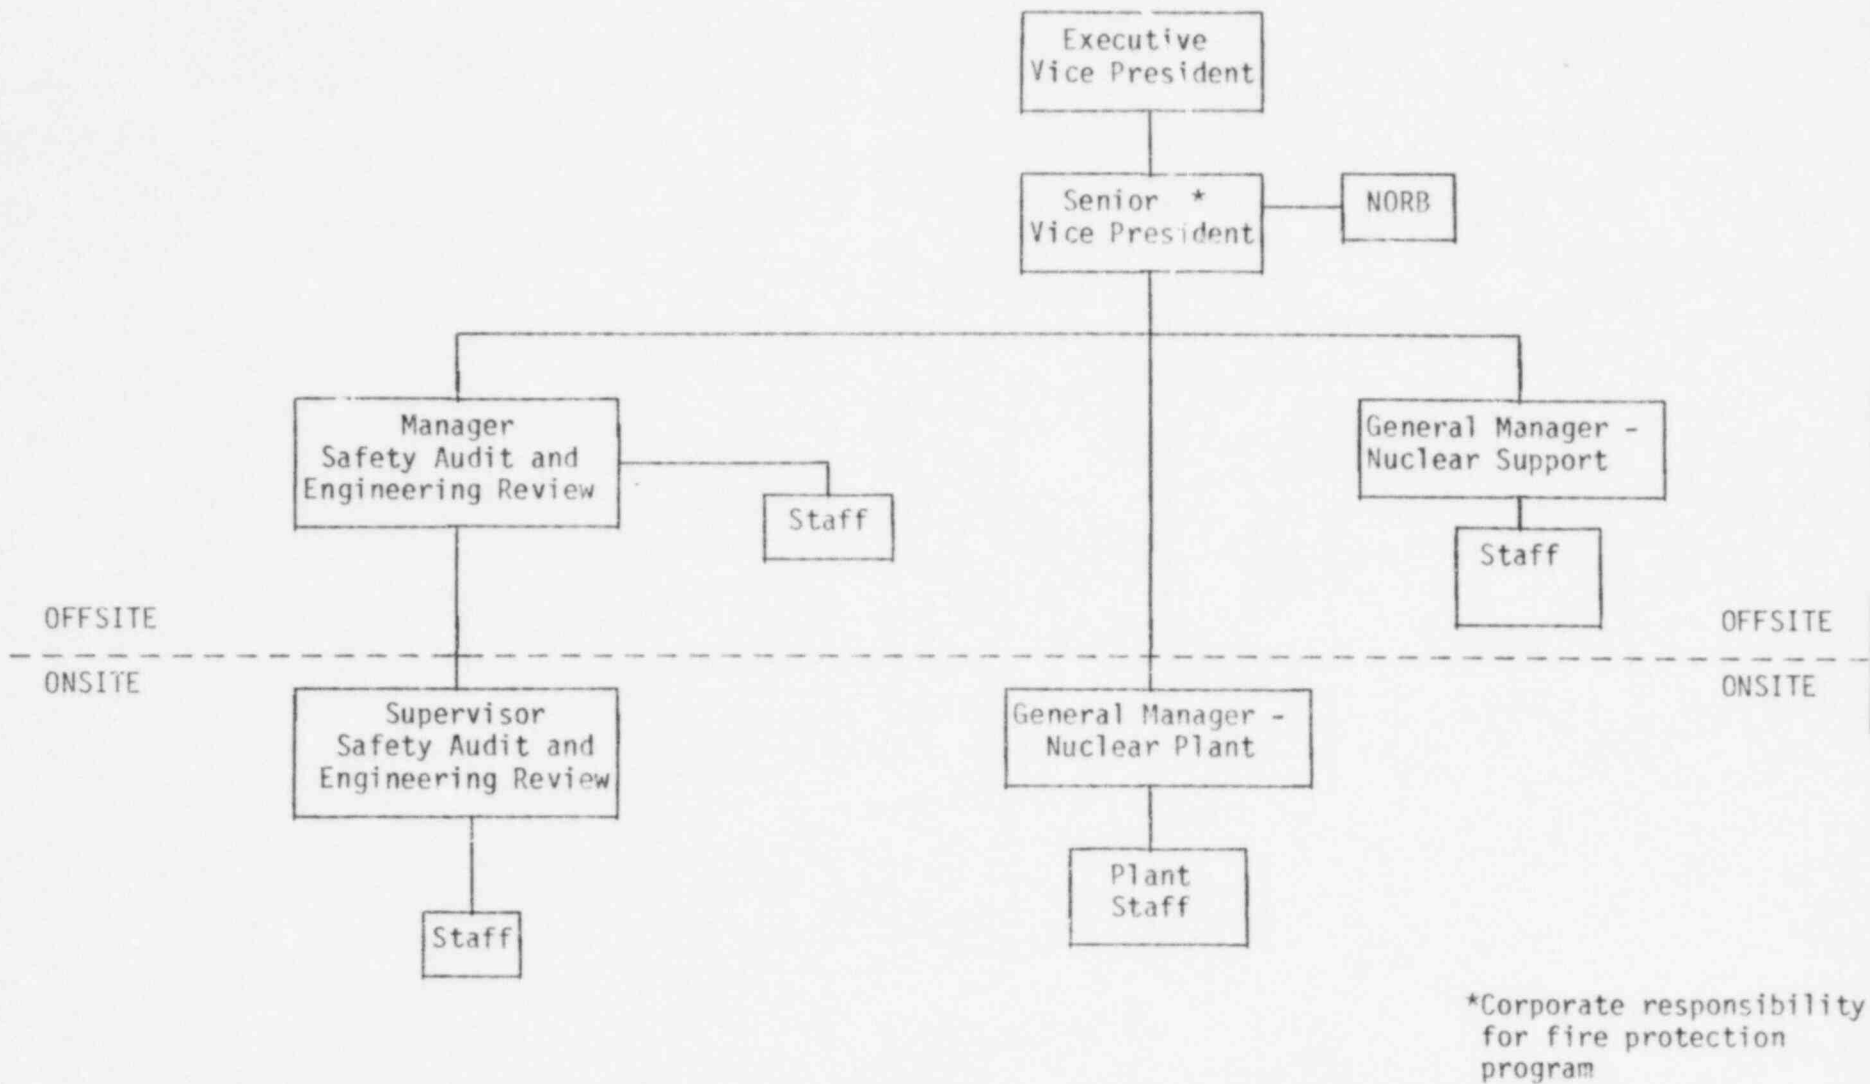 Executive
Vice President
Senior *
Vice President
NORB
Manager
Safety Audit and
Engineering Review
Staff
General Manager -
Nuclear Support
Staff
OFFSITE
OFFSITE
ONSITE
ONSITE
Supervisor
Safety Audit and
Engineering Review
Staff
General Manager -
Nuclear Plant
Plant
Staff
*Corporate responsibility
for fire protection
program